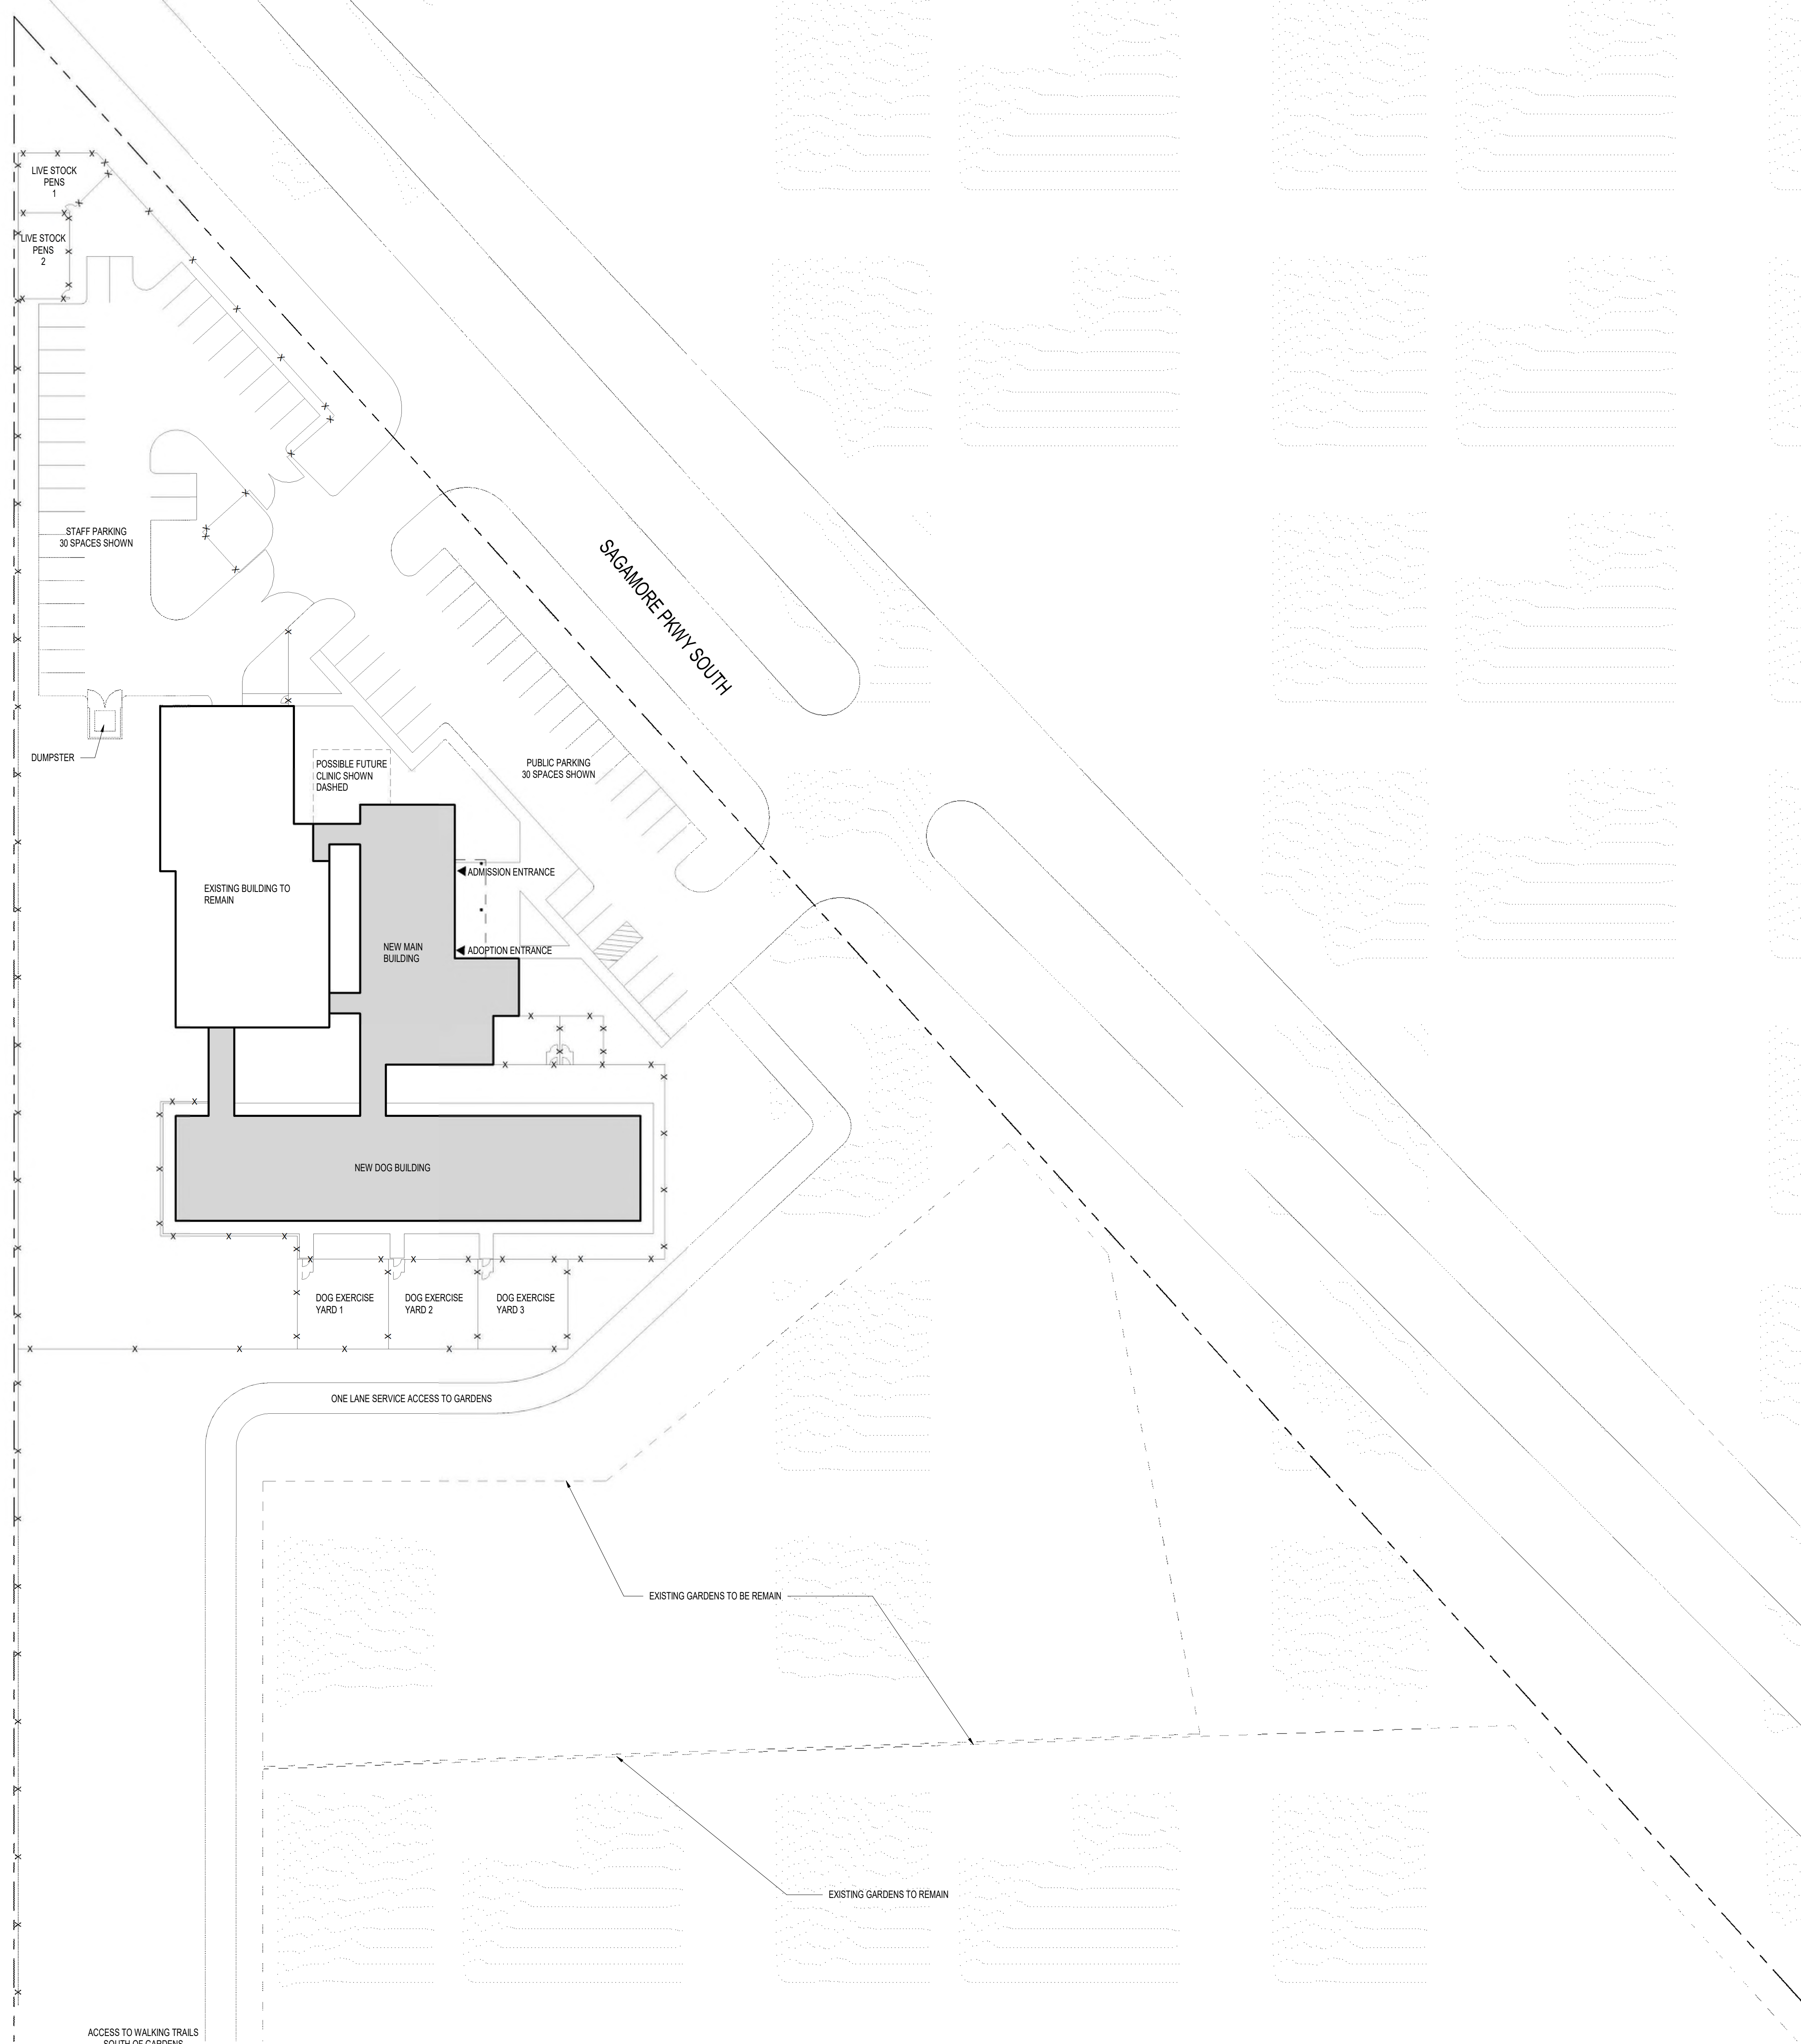 LIVE STOCK
PENS
1
LIVE STOCK
PENS
2
STAFF PARKING
30 SPACES SHOWN
SAGAMORE PKWY SOUTH
DUMPSTER
POSSIBLE FUTURE
CLINIC SHOWN
DASHED
PUBLIC PARKING
30 SPACES SHOWN
ADMISSION ENTRANCE
EXISTING BUILDING TO
REMAIN
NEW MAIN
BUILDING
ADOPTION ENTRANCE
NEW DOG BUILDING
DOG EXERCISE
YARD 1
DOG EXERCISE
YARD 2
DOG EXERCISE
YARD 3
ONE LANE SERVICE ACCESS TO GARDENS
EXISTING GARDENS TO BE REMAIN
EXISTING GARDENS TO REMAIN
ACCESS TO WALKING TRAILS
SOUTH OF GARDENS